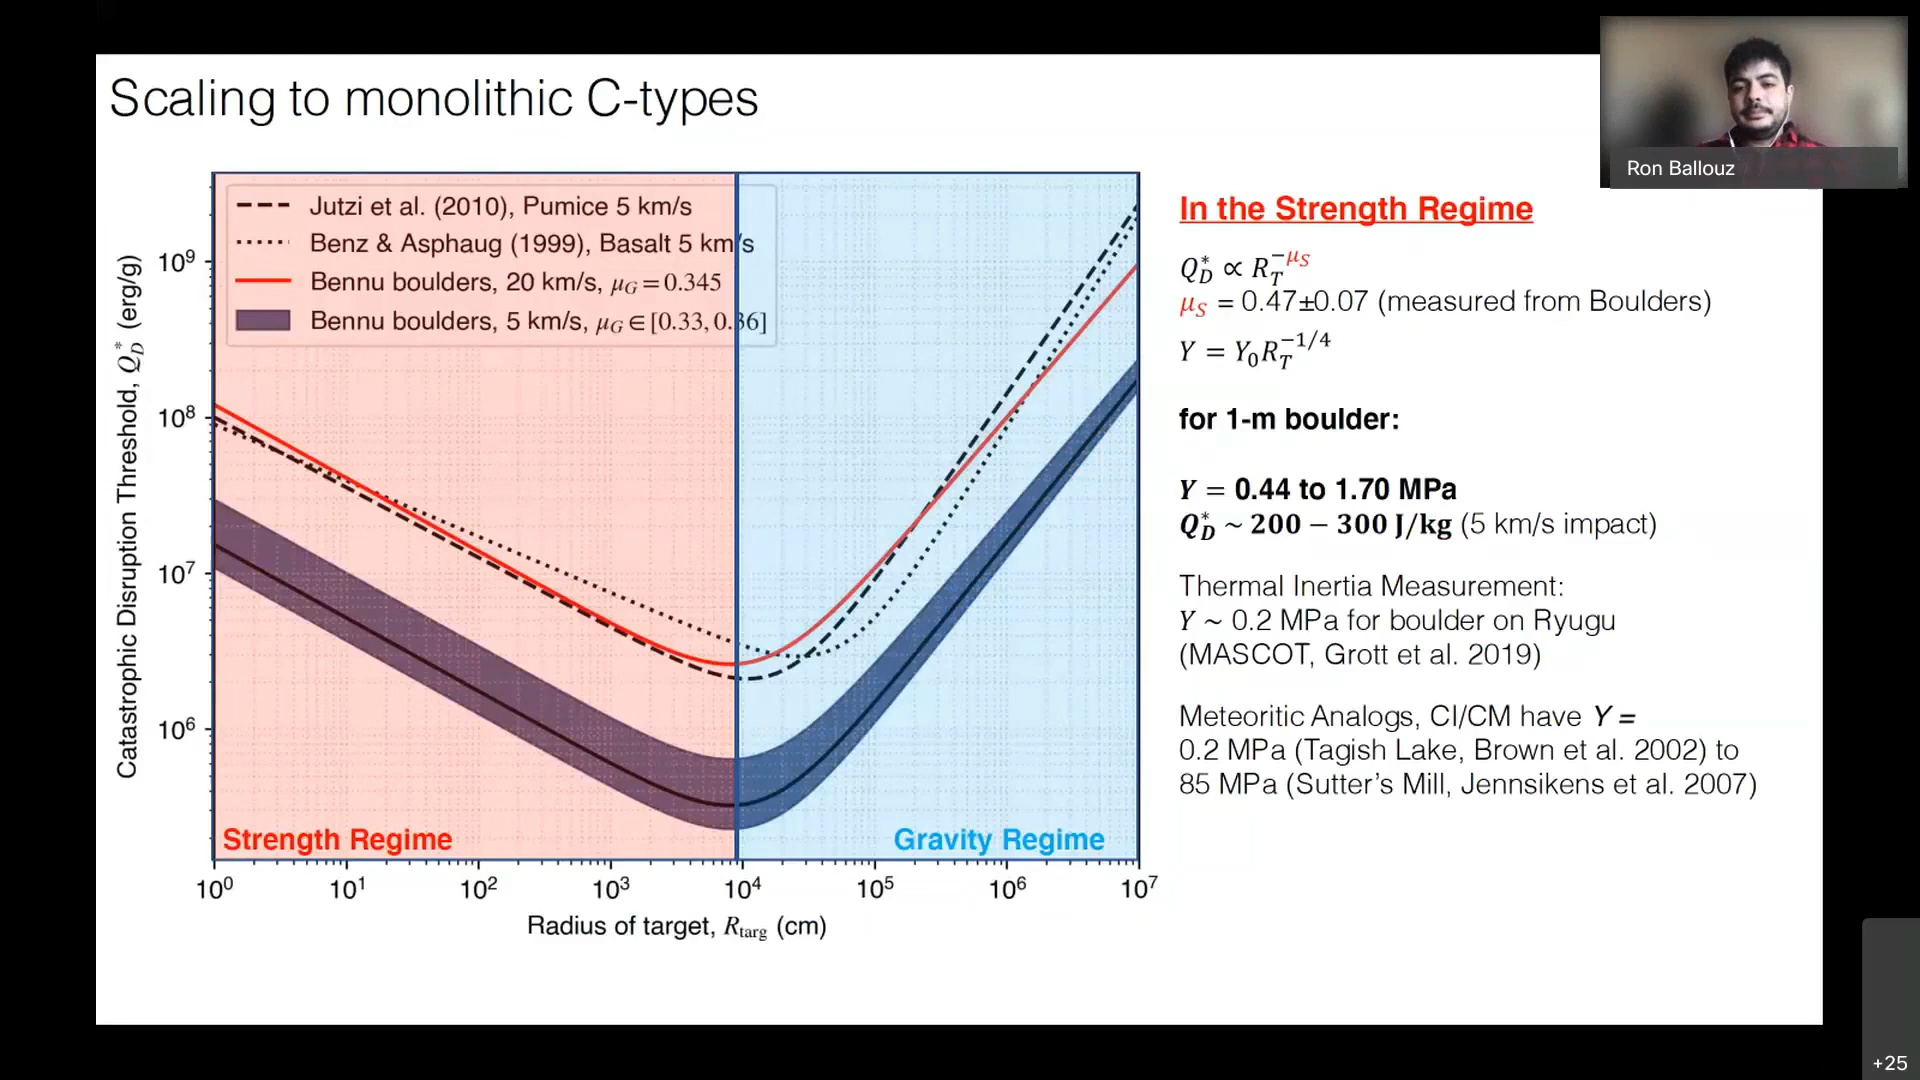 Scaling to monolithic C-types
Ron Ballouz
Jutzi et al. (2010), Pumice 5 km/s
Benz & Asphaug (1999), Basalt 5 km/s
Bennu boulders, 20 km/s, μG = 0.345
Bennu boulders, 5 km/s, μG ∈ [0.33, 0.36]
Catastrophic Disruption Threshold, Q*D (erg/g)
10⁹
10⁸
10⁷
10⁶
Strength Regime
Gravity Regime
10⁰ 10¹ 10² 10³ 10⁴ 10⁵ 10⁶ 10⁷
Radius of target, Rtarg (cm)
In the Strength Regime
Q*D ∝ RT^−μS
μS = 0.47±0.07 (measured from Boulders)
Y = Y0RT^−1/4
for 1-m boulder:
Y = 0.44 to 1.70 MPa
Q*D ~ 200 − 300 J/kg (5 km/s impact)
Thermal Inertia Measurement:
Y ~ 0.2 MPa for boulder on Ryugu
(MASCOT, Grott et al. 2019)
Meteoritic Analogs, CI/CM have Y =
0.2 MPa (Tagish Lake, Brown et al. 2002) to
85 MPa (Sutter's Mill, Jennsikens et al. 2007)
+25